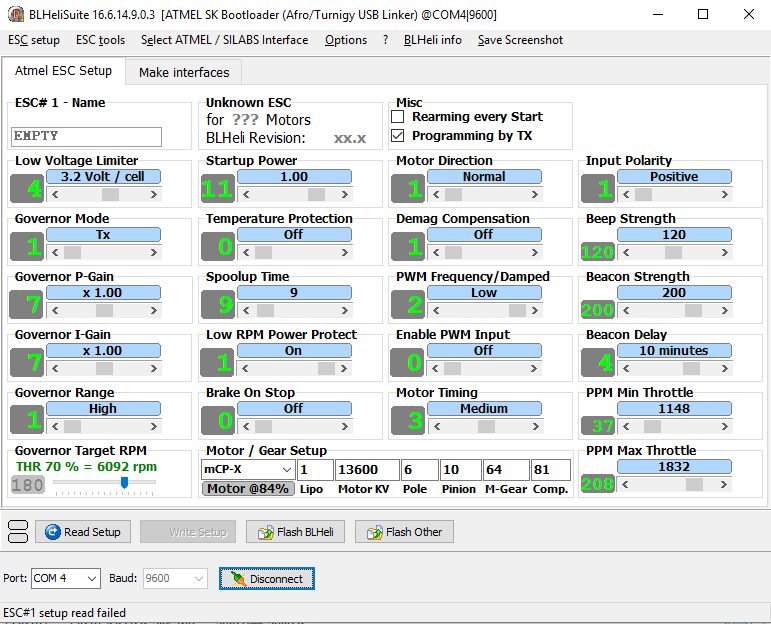 BLHeliSuite 16.6.14.9.0.3 [ATMEL SK Bootloader (Afro/Turnigy USB Linker) @COM4|9600]
ESC setup ESC tools Select ATMEL / SILABS Interface Options ? BLHeli info Save Screenshot
Atmel ESC Setup Make interfaces
ESC# 1 - Name
EMPTY
Unknown ESC
for ??? Motors
BLHeli Revision: xx.x
Misc
Rearming every Start
Programming by TX
Low Voltage Limiter
4 3.2 Volt / cell
Startup Power
11 1.00
Motor Direction
1 Normal
Input Polarity
1 Positive
Governor Mode
1 Tx
Temperature Protection
0 Off
Demag Compensation
1 Off
Beep Strength
120 120
Governor P-Gain
7 x 1.00
Spoolup Time
9 9
PWM Frequency/Damped
2 Low
Beacon Strength
200 200
Governor I-Gain
7 x 1.00
Low RPM Power Protect
1 On
Enable PWM Input
0 Off
Beacon Delay
4 10 minutes
Governor Range
1 High
Brake On Stop
0 Off
Motor Timing
3 Medium
PPM Min Throttle
37 1148
Governor Target RPM
THR 70 % = 6092 rpm
180
Motor / Gear Setup
mCP-X 1 13600 6 10 64 81
Motor @84% Lipo Motor KV Pole Pinion M-Gear Comp.
PPM Max Throttle
208 1832
Read Setup Write Setup Flash BLHeli Flash Other
Port: COM 4 Baud: 9600 Disconnect
ESC#1 setup read failed